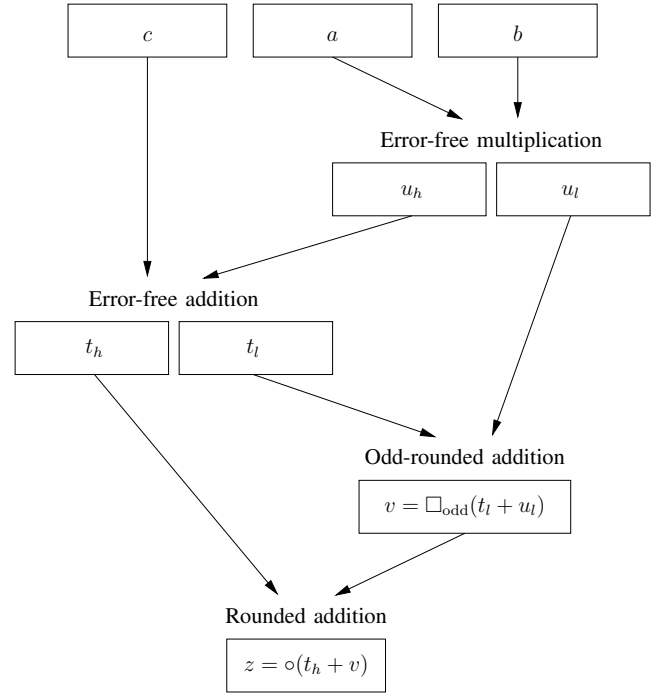 c a b
Error-free multiplication
u_h u_l
Error-free addition
t_h t_l
Odd-rounded addition
v = □_odd(t_l + u_l)
Rounded addition
z = ∘(t_h + v)